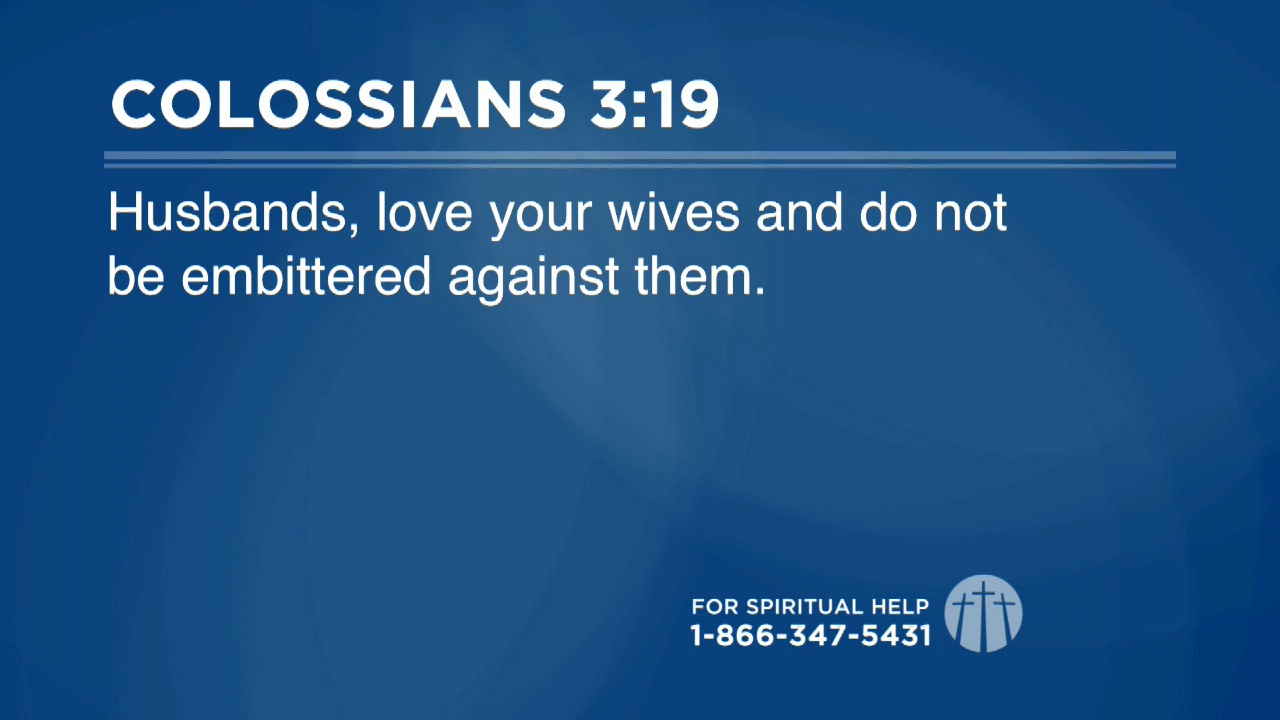 COLOSSIANS 3:19
Husbands, love your wives and do not
be embittered against them.
FOR SPIRITUAL HELP
1-866-347-5431